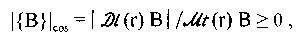 |{B}|cos = ⌈ 𝒟ℓ (r) B ⌉ / 𝓜t (r) B ≥ 0 ,